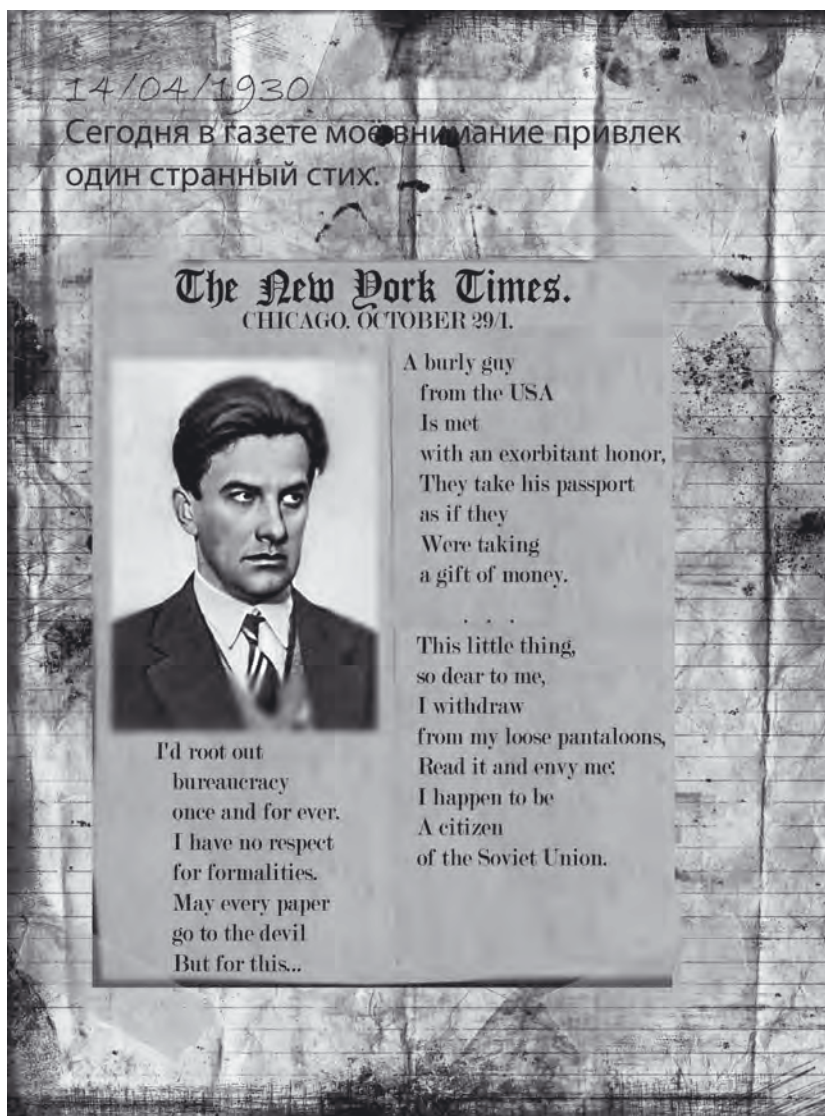 14/04/1930
Сегодня в газете моё внимание привлек
один странный стих.
The New York Times.
CHICAGO. OCTOBER 29/1.
I'd root out
bureaucracy
once and for ever.
I have no respect
for formalities.
May every paper
go to the devil
But for this...
A burly guy
from the USA
Is met
with an exorbitant honor,
They take his passport
as if they
Were taking
a gift of money.
. . .
This little thing,
so dear to me,
I withdraw
from my loose pantaloons,
Read it and envy me:
I happen to be
A citizen
of the Soviet Union.